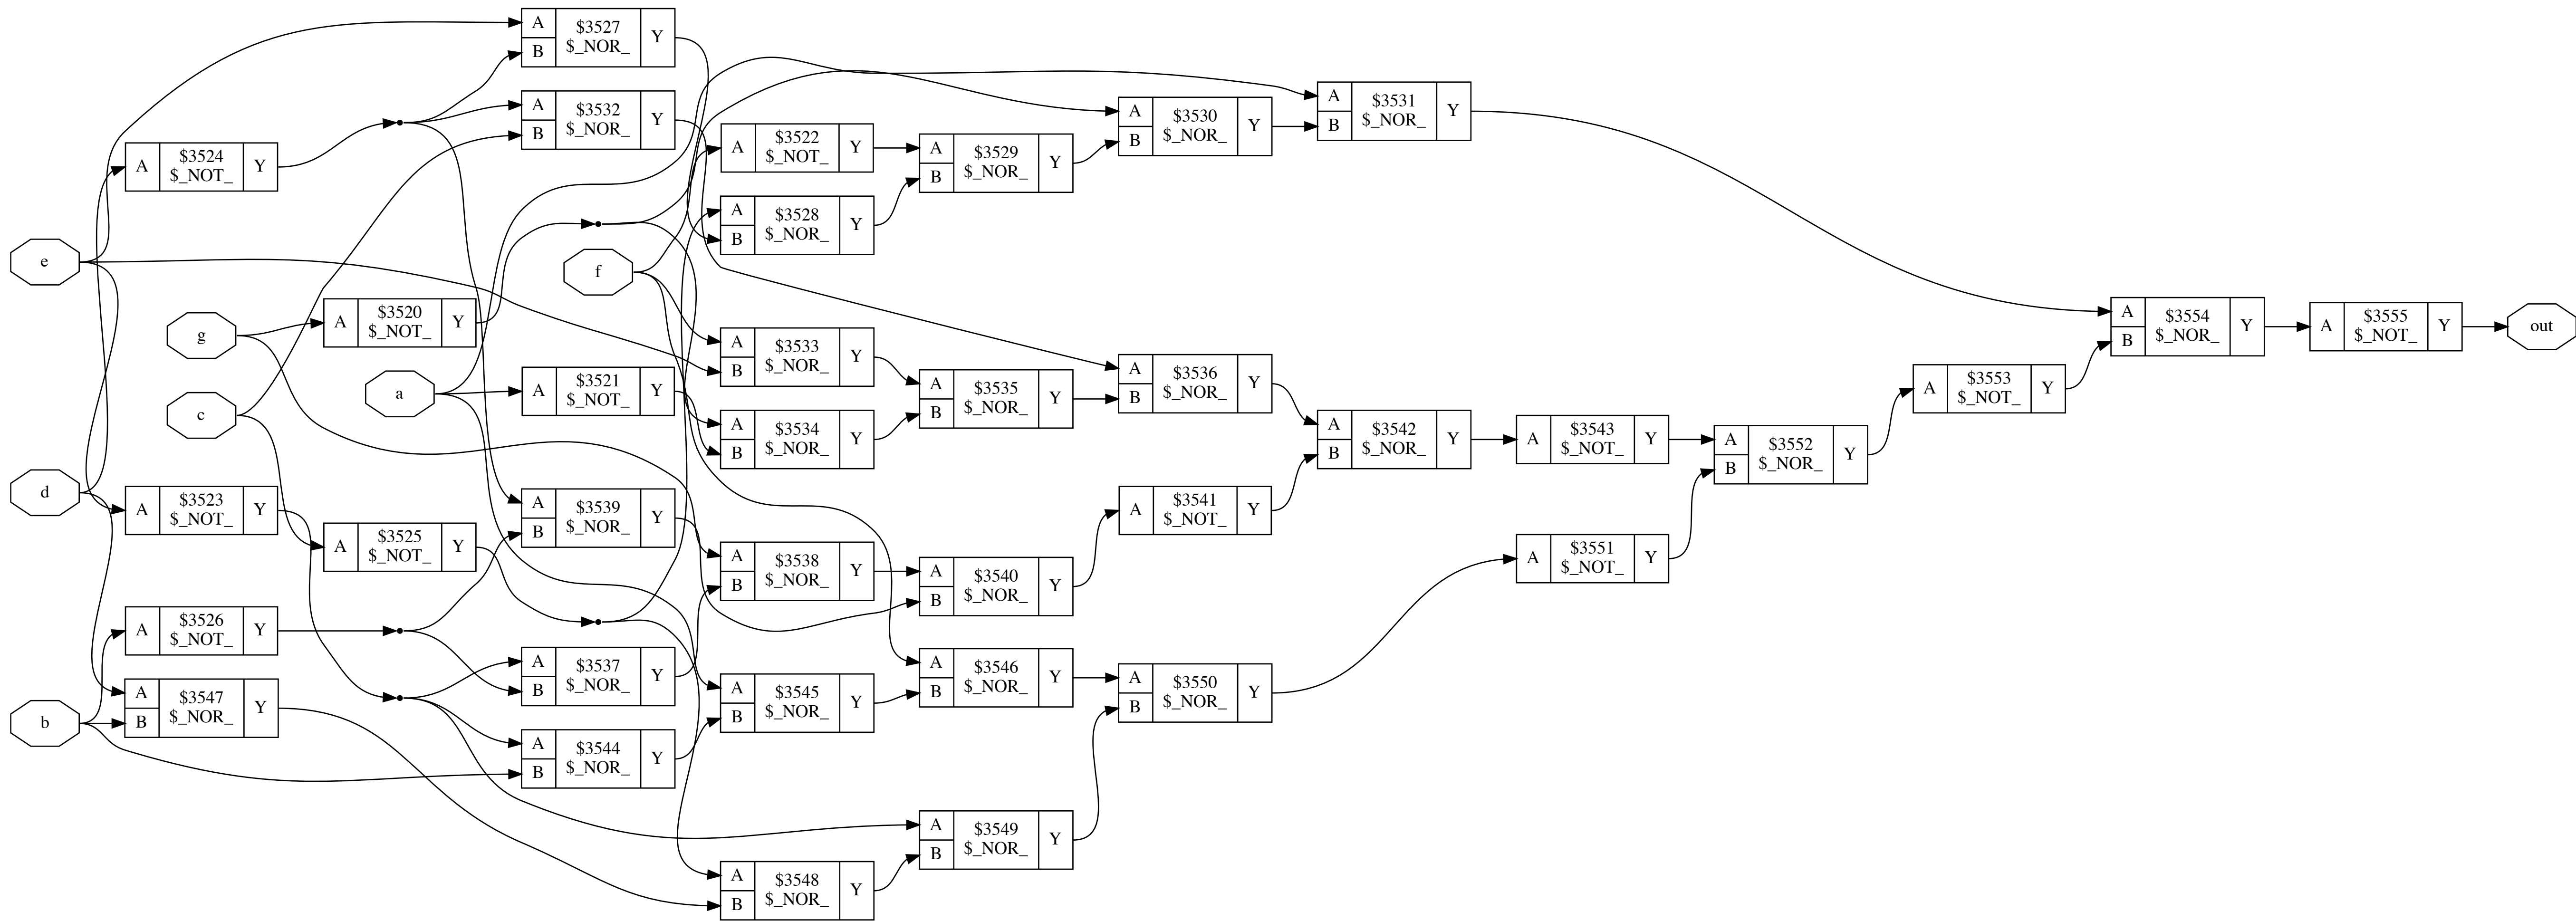 A
B
$3527
$_NOR_
Y
A
B
$3532
$_NOR_
Y
A
$3524
$_NOT_
Y
A
$3522
$_NOT_
Y
A
B
$3529
$_NOR_
Y
A
B
$3530
$_NOR_
Y
A
B
$3531
$_NOR_
Y
A
B
$3528
$_NOR_
Y
e
f
g
A
$3520
$_NOT_
Y
c
a
A
$3521
$_NOT_
Y
A
B
$3533
$_NOR_
Y
A
B
$3534
$_NOR_
Y
A
B
$3535
$_NOR_
Y
A
B
$3536
$_NOR_
Y
A
B
$3542
$_NOR_
Y
A
$3543
$_NOT_
Y
A
B
$3552
$_NOR_
Y
A
$3553
$_NOT_
Y
A
B
$3554
$_NOR_
Y
A
$3555
$_NOT_
Y
out
d
A
$3523
$_NOT_
Y
A
$3525
$_NOT_
Y
A
B
$3539
$_NOR_
Y
A
B
$3538
$_NOR_
Y
A
B
$3540
$_NOR_
Y
A
$3541
$_NOT_
Y
A
$3551
$_NOT_
Y
A
$3526
$_NOT_
Y
b
A
B
$3547
$_NOR_
Y
A
B
$3537
$_NOR_
Y
A
B
$3544
$_NOR_
Y
A
B
$3545
$_NOR_
Y
A
B
$3546
$_NOR_
Y
A
B
$3550
$_NOR_
Y
A
B
$3549
$_NOR_
Y
A
B
$3548
$_NOR_
Y